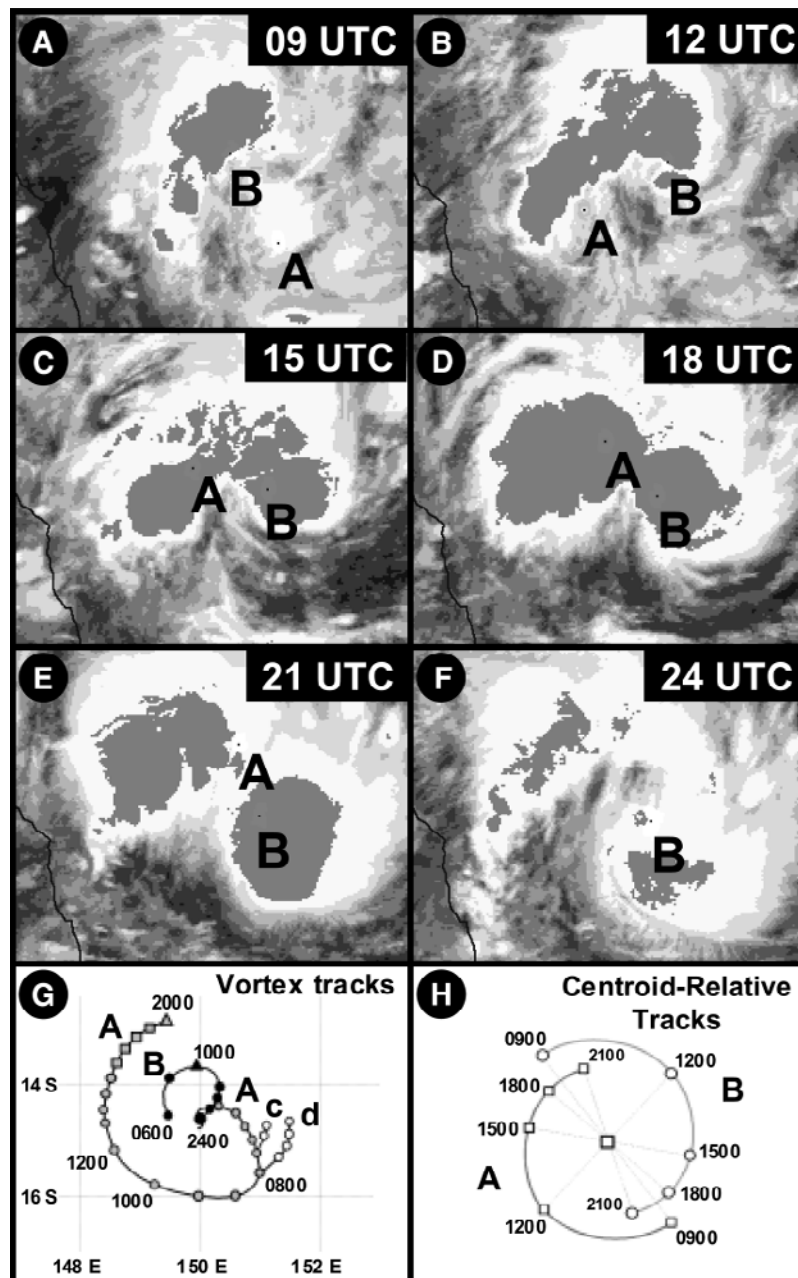 A 09 UTC
B
A
B 12 UTC
B
A
C 15 UTC
A
B
D 18 UTC
A
B
E 21 UTC
A
B
F 24 UTC
B
G Vortex tracks
A 2000
1000
14 S B A
c d
0600 2400
1200 0800
1000
16 S
148 E 150 E 152 E
H Centroid-Relative
Tracks
0900 2100 1200
1800 B
1500 1500
A 1800
2100
1200 0900